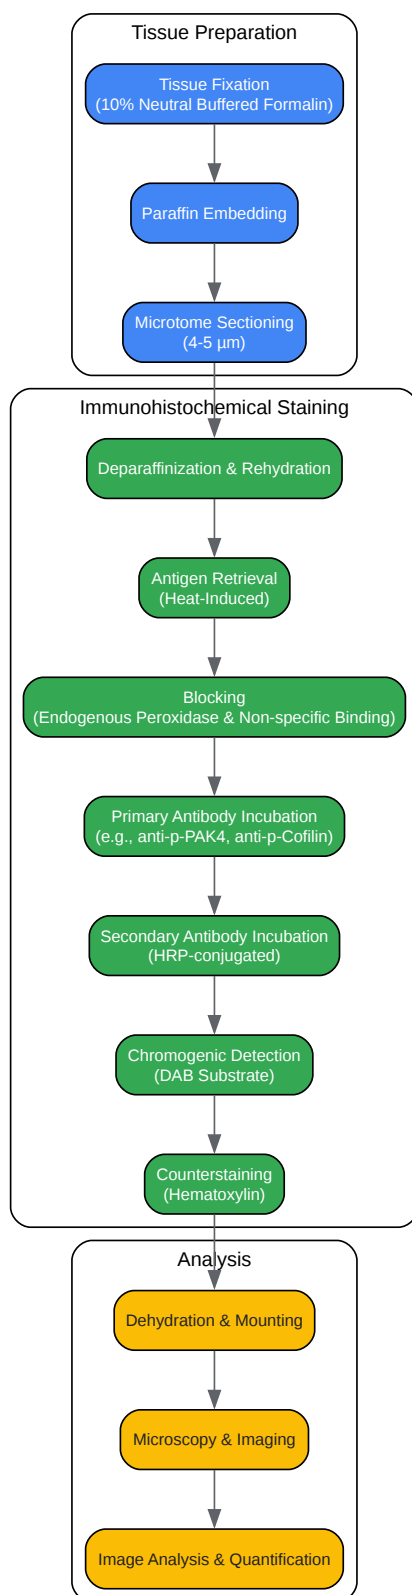 Tissue Preparation
Tissue Fixation
(10% Neutral Buffered Formalin)
Paraffin Embedding
Microtome Sectioning
(4-5 µm)
Immunohistochemical Staining
Deparaffinization & Rehydration
Antigen Retrieval
(Heat-Induced)
Blocking
(Endogenous Peroxidase & Non-specific Binding)
Primary Antibody Incubation
(e.g., anti-p-PAK4, anti-p-Cofilin)
Secondary Antibody Incubation
(HRP-conjugated)
Chromogenic Detection
(DAB Substrate)
Counterstaining
(Hematoxylin)
Analysis
Dehydration & Mounting
Microscopy & Imaging
Image Analysis & Quantification